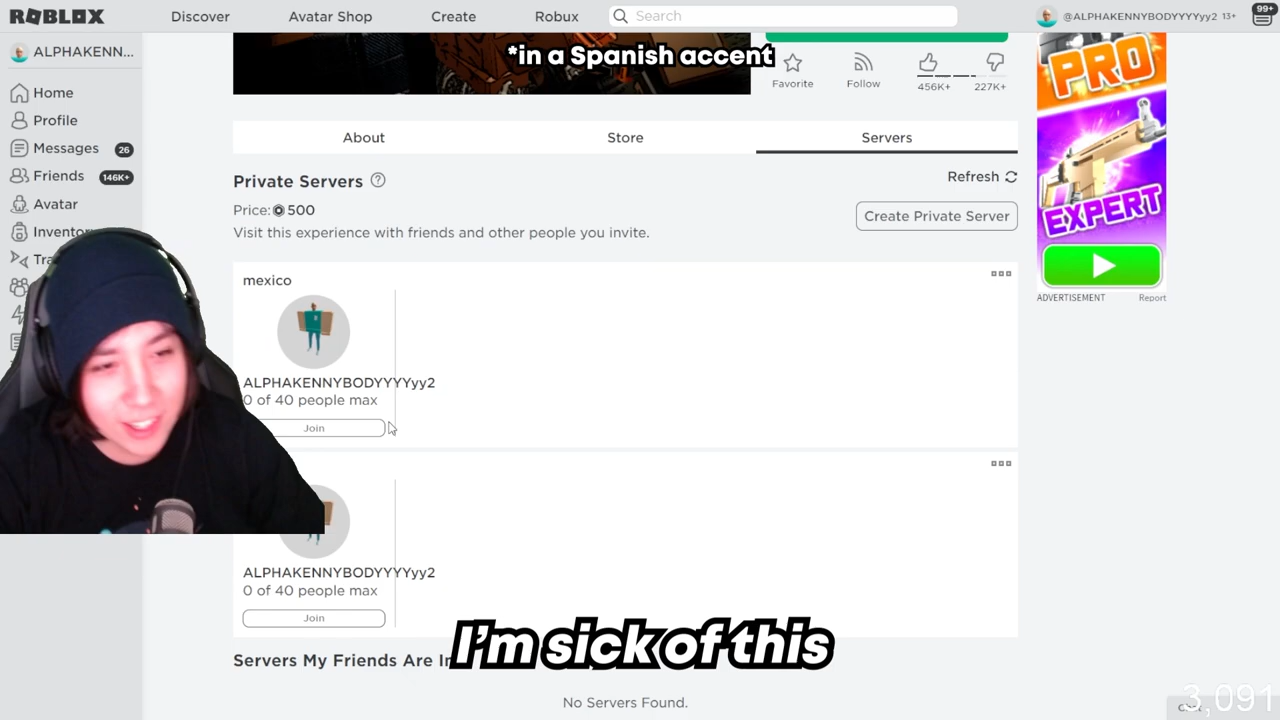 ROBLOX
Discover
Avatar Shop
Create
Robux
Search
@ALPHAKENNYBODYYYYyy2 13+
99+
ALPHAKENN...
Home
Profile
Messages 26
Friends 146K+
Avatar
*in a Spanish accent
Favorite
Follow
456K+
227K+
About
Store
Servers
Private Servers
Refresh
Price: 500
Create Private Server
Visit this experience with friends and other people you invite.
mexico
ALPHAKENNYBODYYYYyy2
0 of 40 people max
Join
ALPHAKENNYBODYYYYyy2
0 of 40 people max
Join
I'm sick of this
Servers My Friends Are
No Servers Found.
PRO
EXPERT
ADVERTISEMENT
Report
3,091